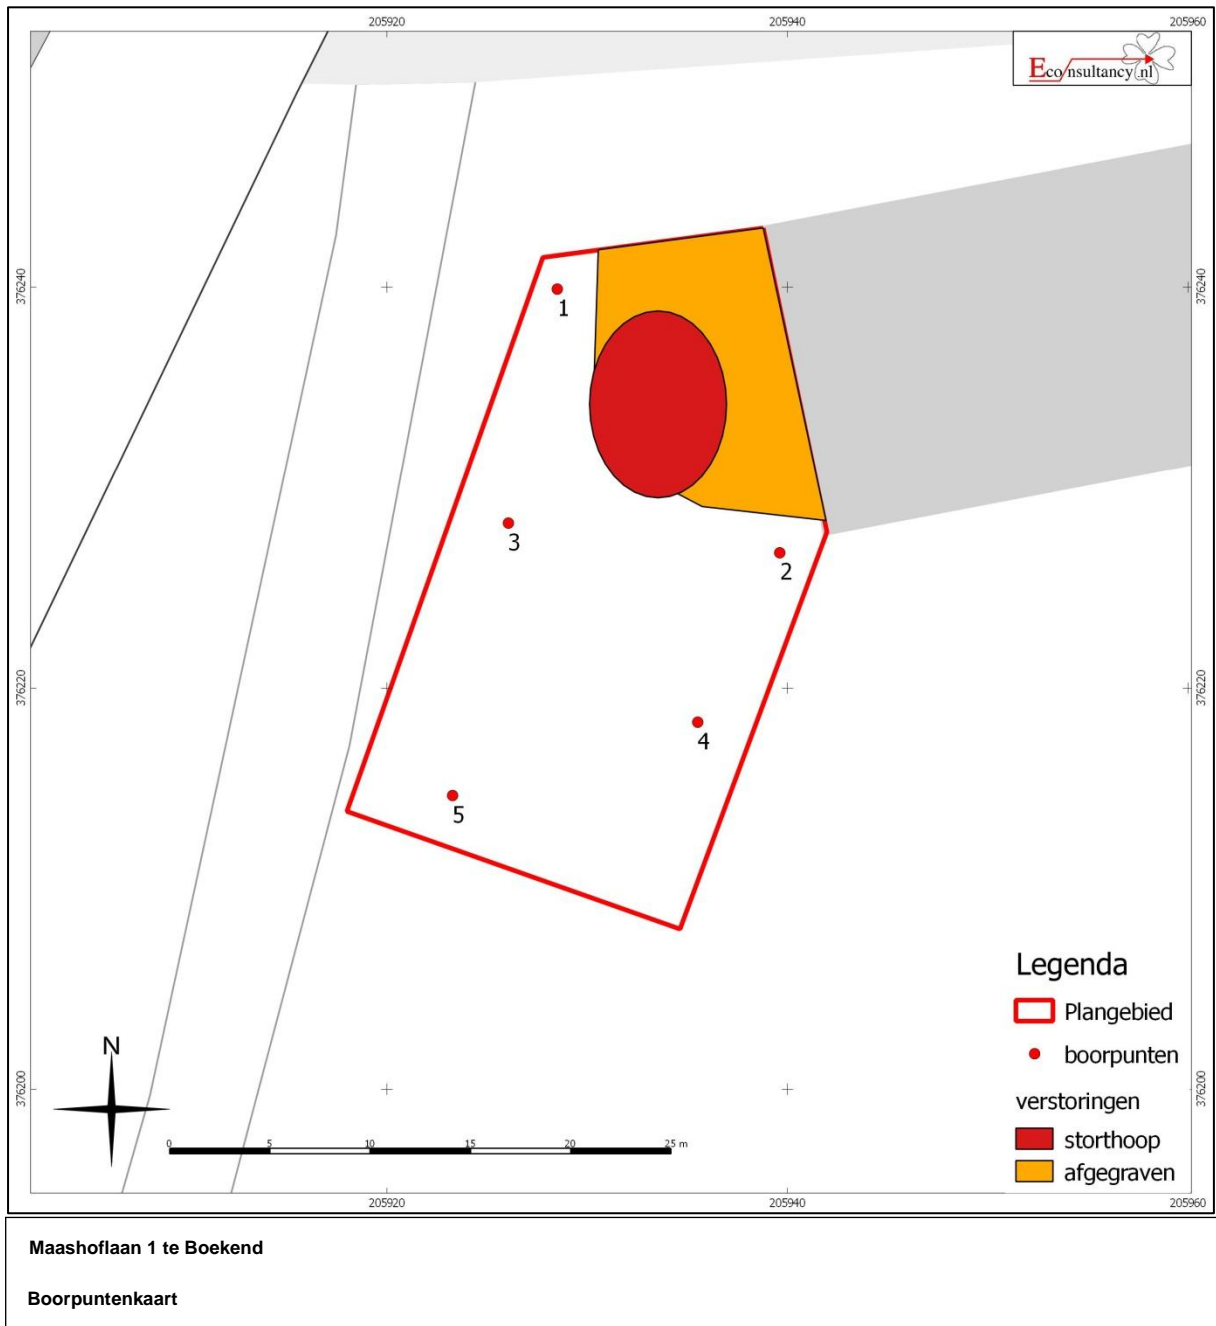 205920 205940 205960
Econsultancy.nl
376240 376240
1
3
2
376220 376220
4
5
Legenda
Plangebied
N
boorpunten
376200 376200
verstoringen
0 5 10 15 20 25 m
storthoop
afgegraven
205920 205940 205960
Maashoflaan 1 te Boekend
Boorpuntenkaart